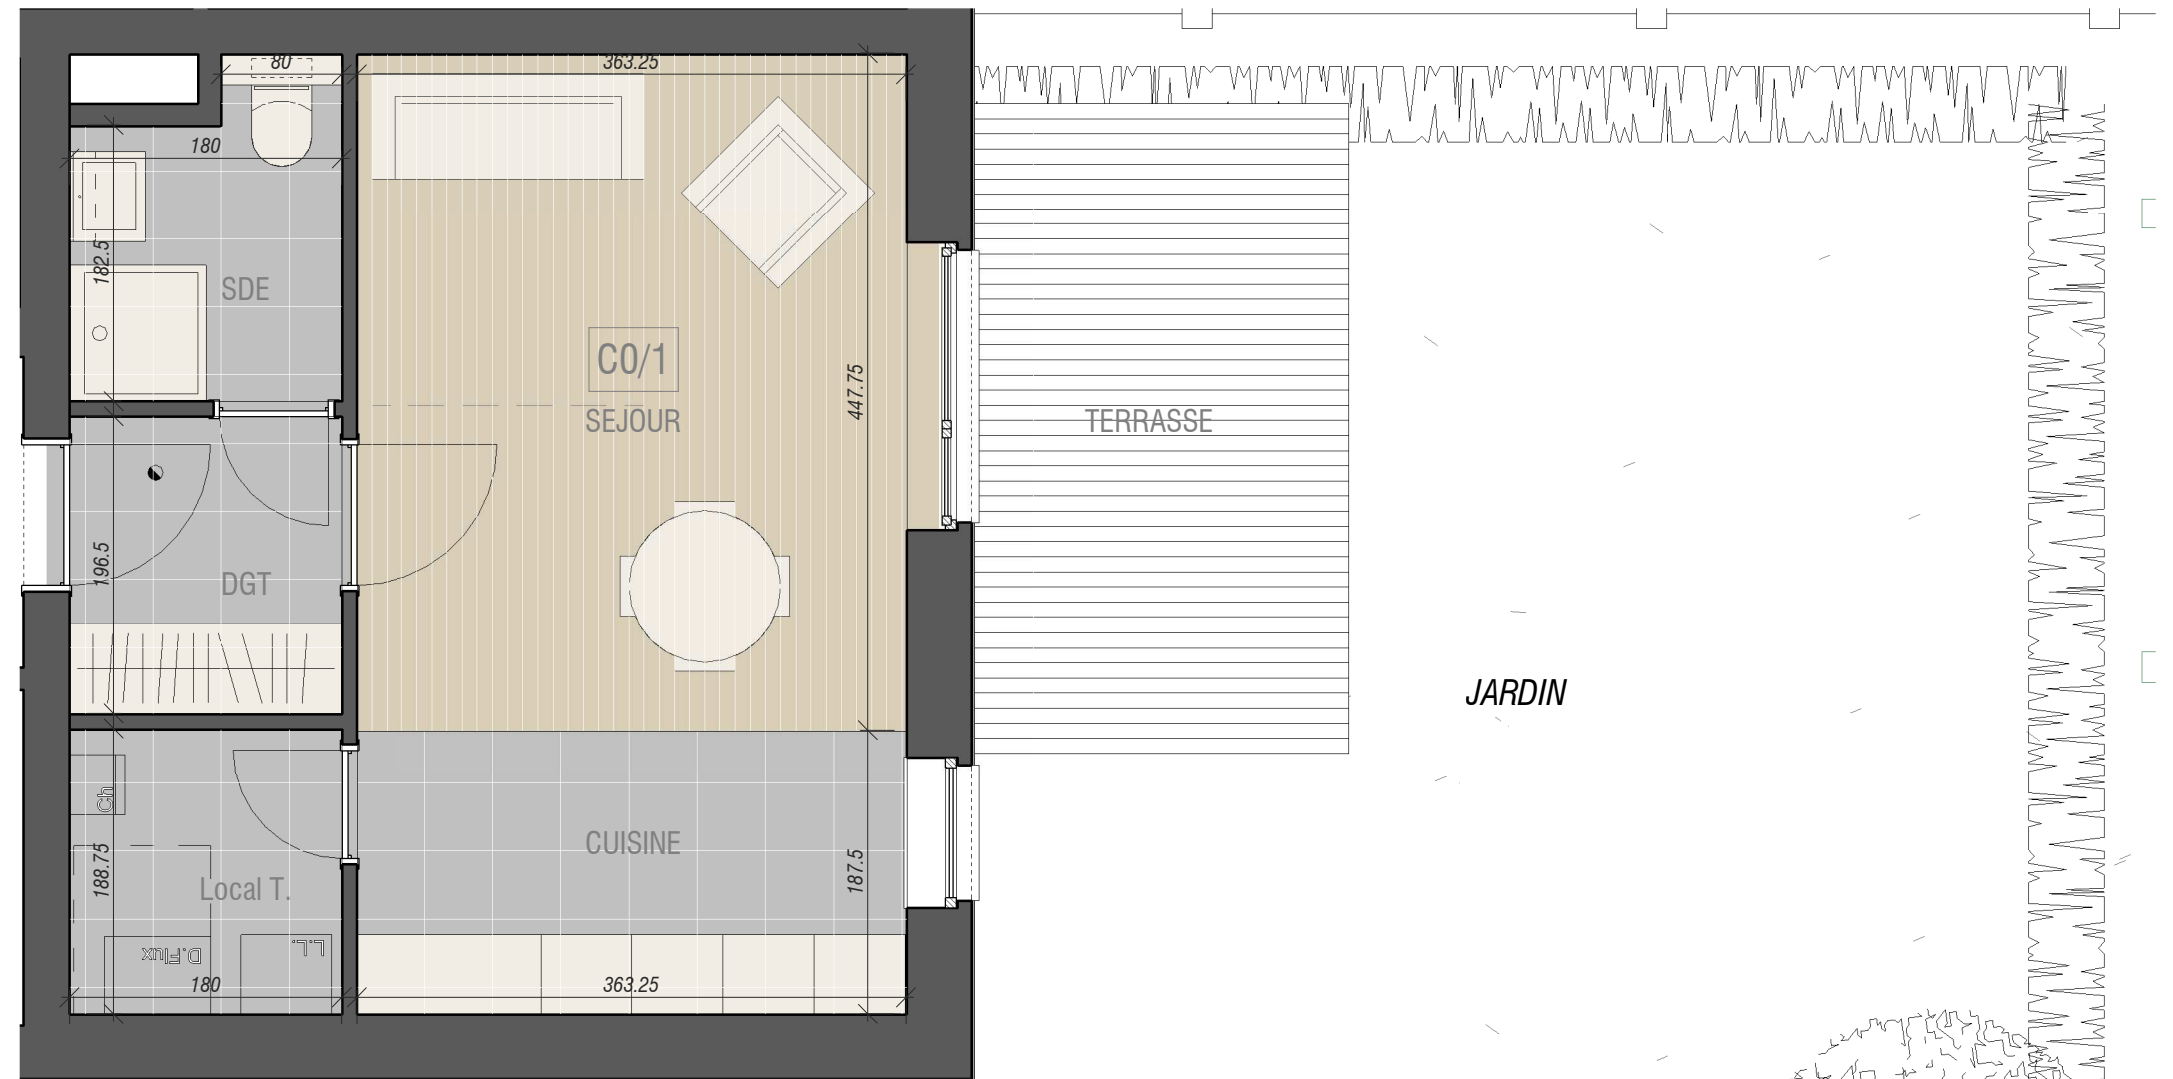 80
363.25
180
182.5
SDE
C0/1
SEJOUR
447.75
TERRASSE
196.5
DGT
JARDIN
Ch
CUISINE
188.75
187.5
Local T.
D.Flux
L.L.
180
363.25